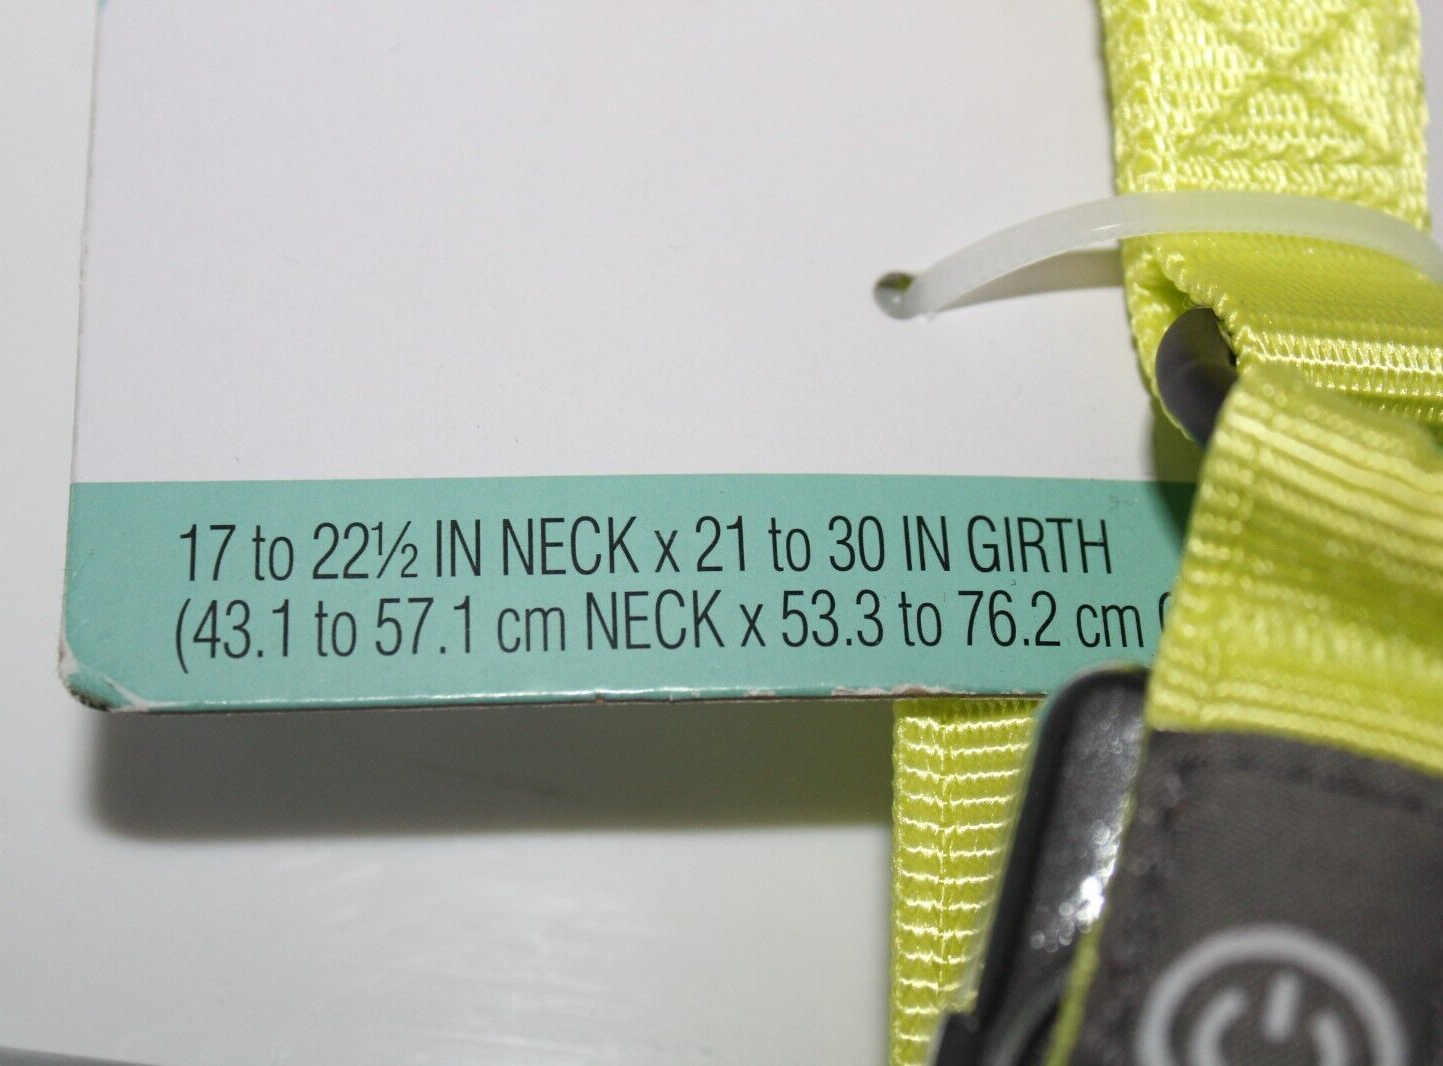 17 to 22½ IN NECK x 21 to 30 IN GIRTH
(43.1 to 57.1 cm NECK x 53.3 to 76.2 cm